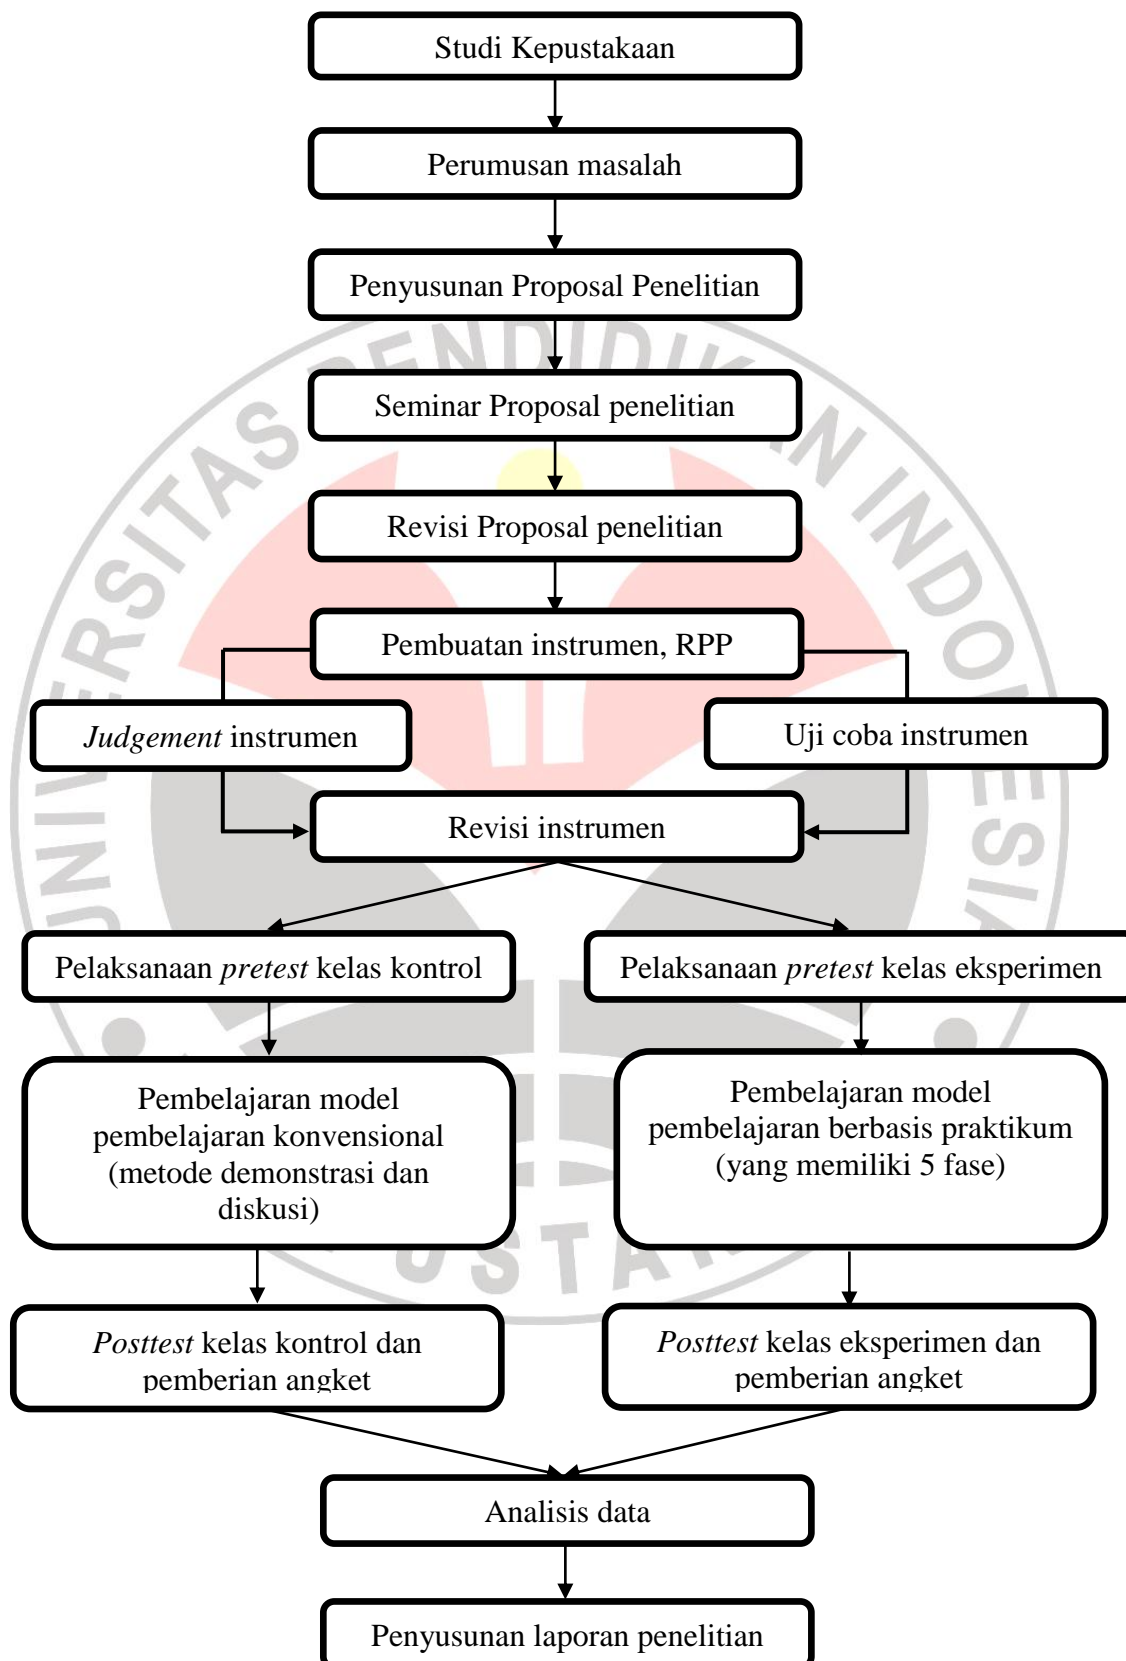 Studi Kepustakaan
Perumusan masalah
Penyusunan Proposal Penelitian
Seminar Proposal penelitian
Revisi Proposal penelitian
Pembuatan instrumen, RPP
Judgement instrumen
Uji coba instrumen
Revisi instrumen
Pelaksanaan pretest kelas kontrol
Pelaksanaan pretest kelas eksperimen
Pembelajaran model
pembelajaran konvensional
(metode demonstrasi dan
diskusi)
Pembelajaran model
pembelajaran berbasis praktikum
(yang memiliki 5 fase)
Posttest kelas kontrol dan
pemberian angket
Posttest kelas eksperimen dan
pemberian angket
Analisis data
Penyusunan laporan penelitian
UNIVERSITAS PENDIDIKAN INDONESIA